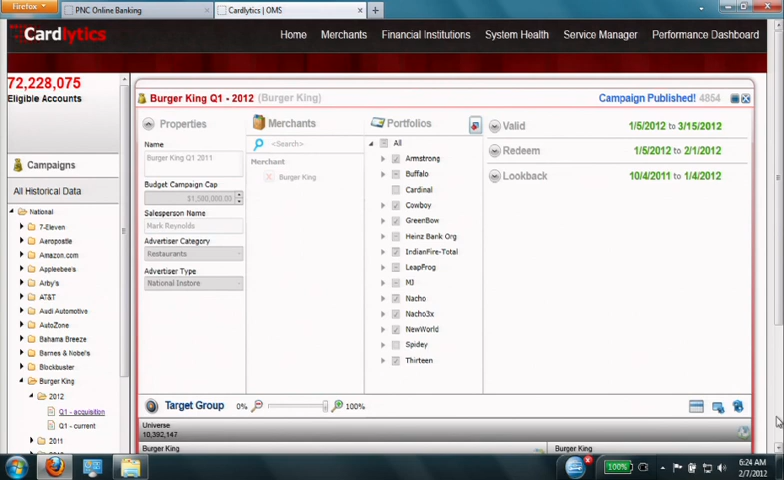 Firefox
PNC Online Banking
Cardlytics | OMS
Cardlytics
Home
Merchants
Financial Institutions
System Health
Service Manager
Performance Dashboard
72,228,075
Eligible Accounts
Campaigns
All Historical Data
National
7-Eleven
Aeropostle
Amazon.com
Appleebee's
Arby's
AT&T
Audi Automotive
AutoZone
Bahama Breeze
Barnes & Nobel's
Blockbuster
Burger King
2012
Q1 - acquisition
Q1 - current
2011
Burger King Q1 - 2012 (Burger King)
Campaign Published! 4854
Properties
Name
Burger King Q1 2011
Budget Campaign Cap
$1,500,000.00
Salesperson Name
Mark Reynolds
Advertiser Category
Restaurants
Advertiser Type
National Instore
Merchants
<Search>
Merchant
Burger King
Portfolios
All
Armstrong
Buffalo
Cardinal
Cowboy
GreenBow
Heinz Bank Org
IndianFire-Total
LeapFrog
MJ
Nacho
Nacho3x
NewWorld
Spidey
Thirteen
Valid 1/5/2012 to 3/15/2012
Redeem 1/5/2012 to 2/1/2012
Lookback 10/4/2011 to 1/4/2012
Target Group 0% 100%
Universe
10,392,147
Burger King
Burger King
100%
6:24 AM
2/7/2012